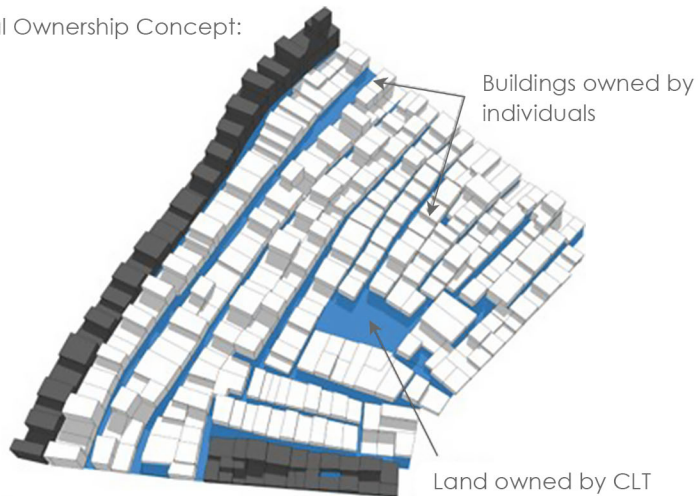 Ownership Concept:
Buildings owned by
individuals
Land owned by CLT